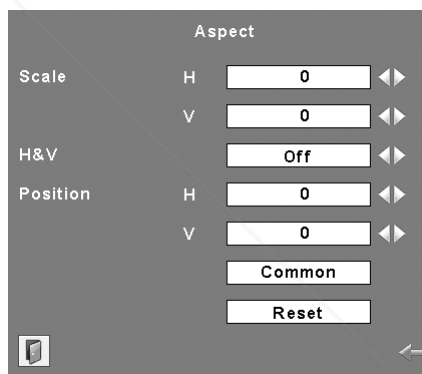 Aspect
Scale H 0
V 0
H&V Off
Position H 0
V 0
Common
Reset